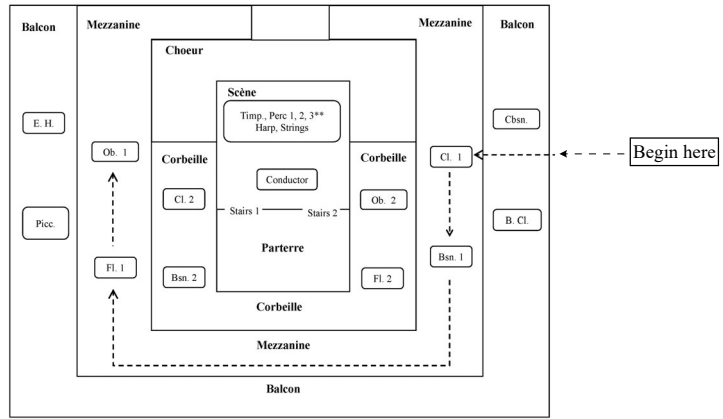 Balcon
Mezzanine
Mezzanine
Balcon
Choeur
Scène
Timp., Perc 1, 2, 3**
Harp, Strings
E. H.
Cbsn.
Ob. 1
Corbeille
Corbeille
Cl. 1
Begin here
Conductor
Cl. 2
Ob. 2
Stairs 1
Stairs 2
Picc.
B. Cl.
Parterre
Fl. 1
Bsn. 2
Fl. 2
Bsn. 1
Corbeille
Mezzanine
Balcon